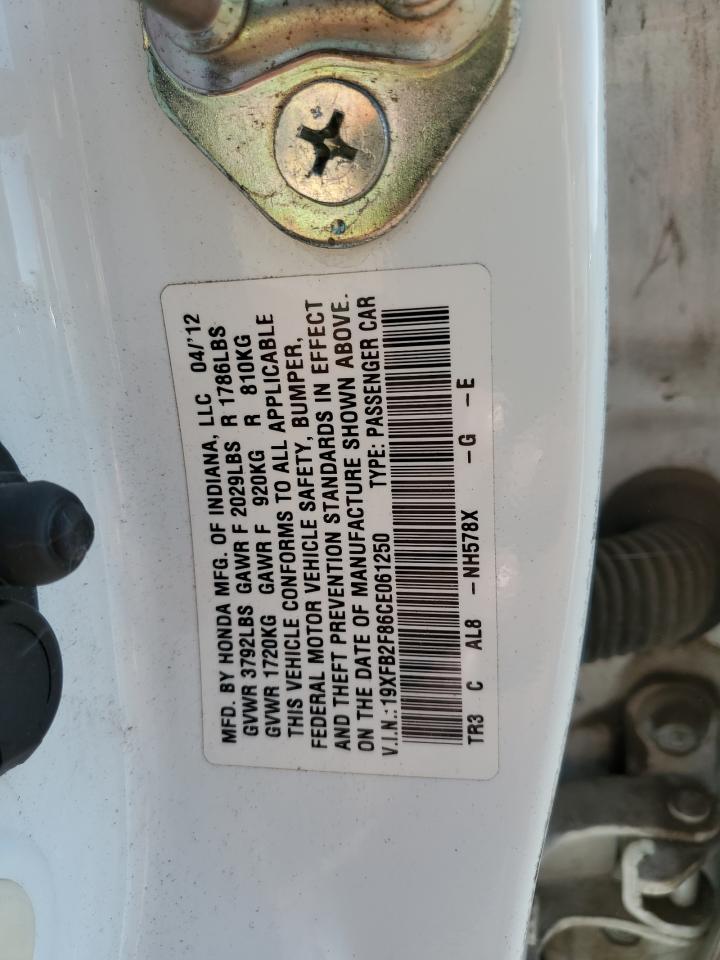 MFD. BY HONDA MFG. OF INDIANA, LLC 04/'12
GVWR 3792LBS GAWR F 2029LBS R 1786LBS
GVWR 1720KG GAWR F 920KG R 810KG
THIS VEHICLE CONFORMS TO ALL APPLICABLE
FEDERAL MOTOR VEHICLE SAFETY, BUMPER,
AND THEFT PREVENTION STANDARDS IN EFFECT
ON THE DATE OF MANUFACTURE SHOWN ABOVE.
V.I.N.:19XFB2F86CE061250 TYPE: PASSENGER CAR
TR3 C AL8 -NH578X -G -E